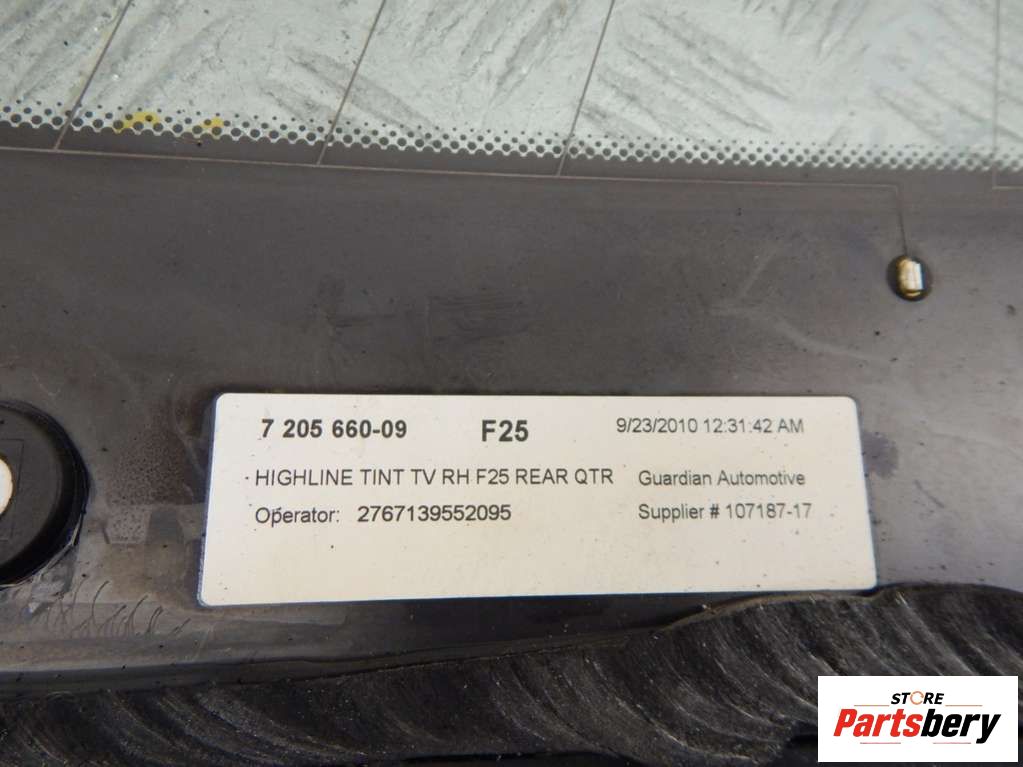 7 205 660-09 F25 9/23/2010 12:31:42 AM
HIGHLINE TINT TV RH F25 REAR QTR Guardian Automotive
Operator: 2767139552095 Supplier # 107187-17
STORE
Partsbery